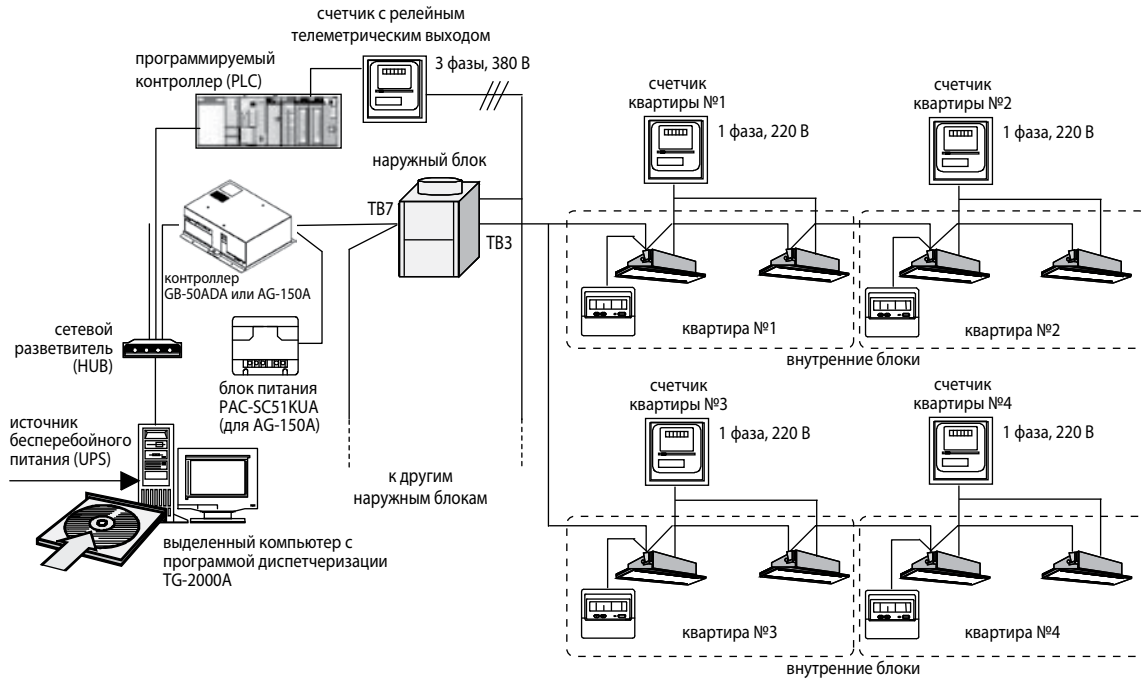 счетчик с релейным
телеметрическим выходом
3 фазы, 380 В
программируемый
контроллер (PLC)
наружный блок
TB7
TB3
контроллер
GB-50ADA или AG-150A
сетевой
разветвитель
(HUB)
блок питания
PAC-SC51KUA
(для AG-150A)
источник
бесперебойного
питания (UPS)
к другим
наружным блокам
выделенный компьютер с
программой диспетчеризации
TG-2000A
счетчик
квартиры №1
1 фаза, 220 В
счетчик
квартиры №2
1 фаза, 220 В
квартира №1
квартира №2
внутренние блоки
счетчик
квартиры №3
1 фаза, 220 В
счетчик
квартиры №4
1 фаза, 220 В
квартира №3
квартира №4
внутренние блоки